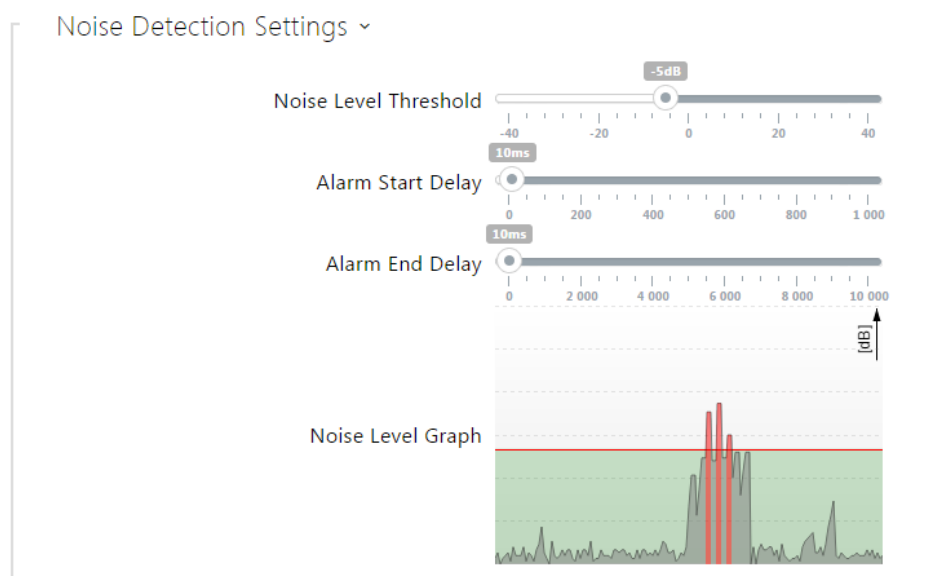 Noise Detection Settings
-5dB
Noise Level Threshold
-40 -20 0 20 40
10ms
Alarm Start Delay
0 200 400 600 800 1 000
10ms
Alarm End Delay
0 2 000 4 000 6 000 8 000 10 000
[dB]
Noise Level Graph